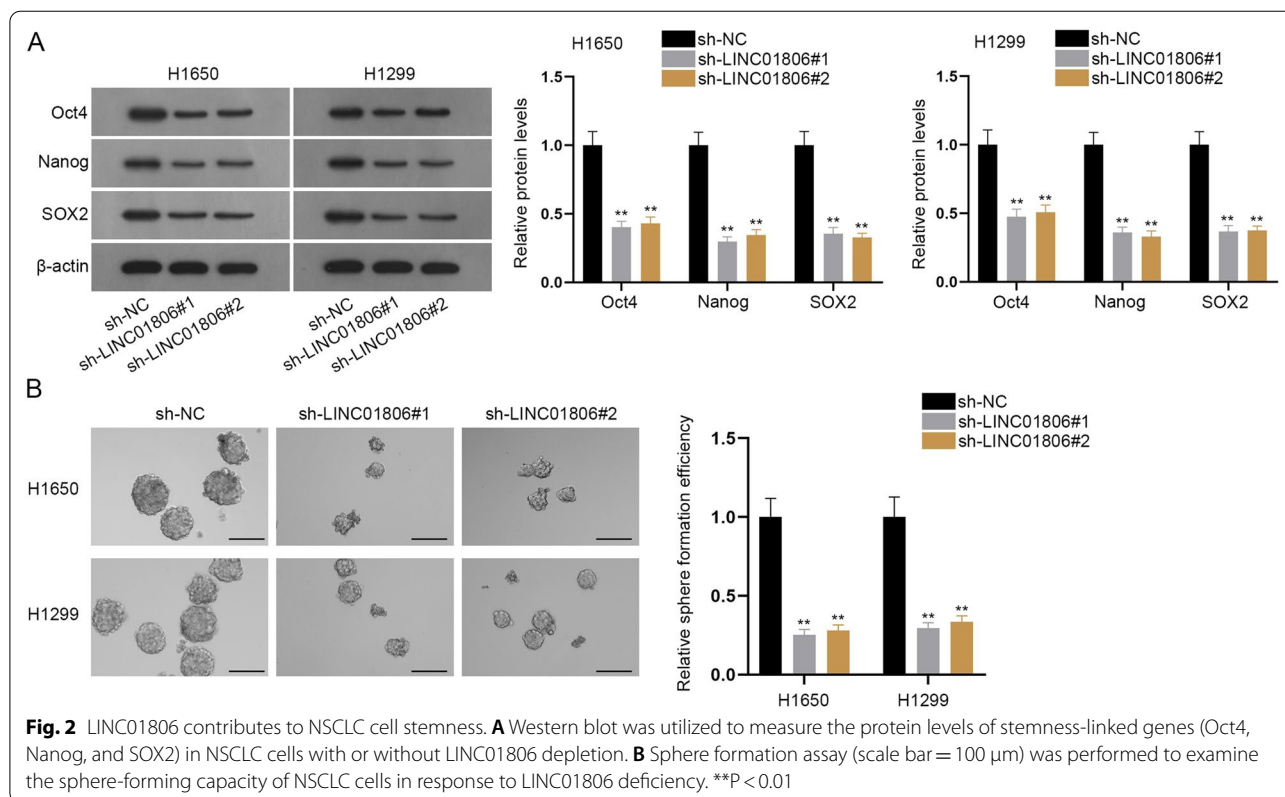 A
H1650
H1299
Oct4
Nanog
SOX2
β-actin
sh-NC
sh-LINC01806#1
sh-LINC01806#2
sh-NC
sh-LINC01806#1
sh-LINC01806#2
H1650
sh-NC
sh-LINC01806#1
sh-LINC01806#2
Relative protein levels
1.5
1.0
0.5
0.0
** **
** **
** **
Oct4 Nanog SOX2
H1299
sh-NC
sh-LINC01806#1
sh-LINC01806#2
Relative protein levels
1.5
1.0
0.5
0.0
** **
** **
** **
Oct4 Nanog SOX2
B
sh-NC sh-LINC01806#1 sh-LINC01806#2
H1650
H1299
sh-NC
sh-LINC01806#1
sh-LINC01806#2
Relative sphere formation efficiency
1.5
1.0
0.5
0.0
** **
** **
H1650 H1299
Fig. 2 LINC01806 contributes to NSCLC cell stemness. A Western blot was utilized to measure the protein levels of stemness-linked genes (Oct4,
Nanog, and SOX2) in NSCLC cells with or without LINC01806 depletion. B Sphere formation assay (scale bar = 100 μm) was performed to examine
the sphere-forming capacity of NSCLC cells in response to LINC01806 deficiency. **P < 0.01